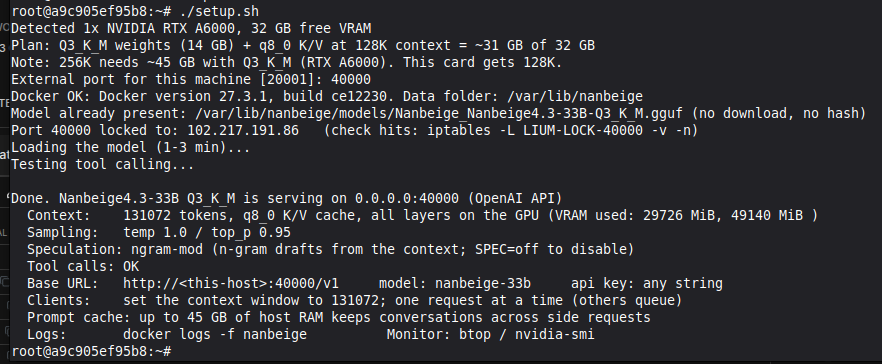 root@a9c905ef95b8:~# ./setup.sh
Detected 1x NVIDIA RTX A6000, 32 GB free VRAM
Plan: Q3_K_M weights (14 GB) + q8_0 K/V at 128K context = ~31 GB of 32 GB
Note: 256K needs ~45 GB with Q3_K_M (RTX A6000). This card gets 128K.
External port for this machine [20001]: 40000
Docker OK: Docker version 27.3.1, build ce12230. Data folder: /var/lib/nanbeige
Model already present: /var/lib/nanbeige/models/Nanbeige_Nanbeige4.3-33B-Q3_K_M.gguf (no download, no hash)
Port 40000 locked to: 102.217.191.86   (check hits: iptables -L LIUM-LOCK-40000 -v -n)
Loading the model (1-3 min)...
Testing tool calling...

Done. Nanbeige4.3-33B Q3_K_M is serving on 0.0.0.0:40000 (OpenAI API)
  Context:    131072 tokens, q8_0 K/V cache, all layers on the GPU (VRAM used: 29726 MiB, 49140 MiB )
  Sampling:   temp 1.0 / top_p 0.95
  Speculation: ngram-mod (n-gram drafts from the context; SPEC=off to disable)
  Tool calls: OK
  Base URL:   http://<this-host>:40000/v1     model: nanbeige-33b     api key: any string
  Clients:    set the context window to 131072; one request at a time (others queue)
  Prompt cache: up to 45 GB of host RAM keeps conversations across side requests
  Logs:       docker logs -f nanbeige          Monitor: btop / nvidia-smi
root@a9c905ef95b8:~#